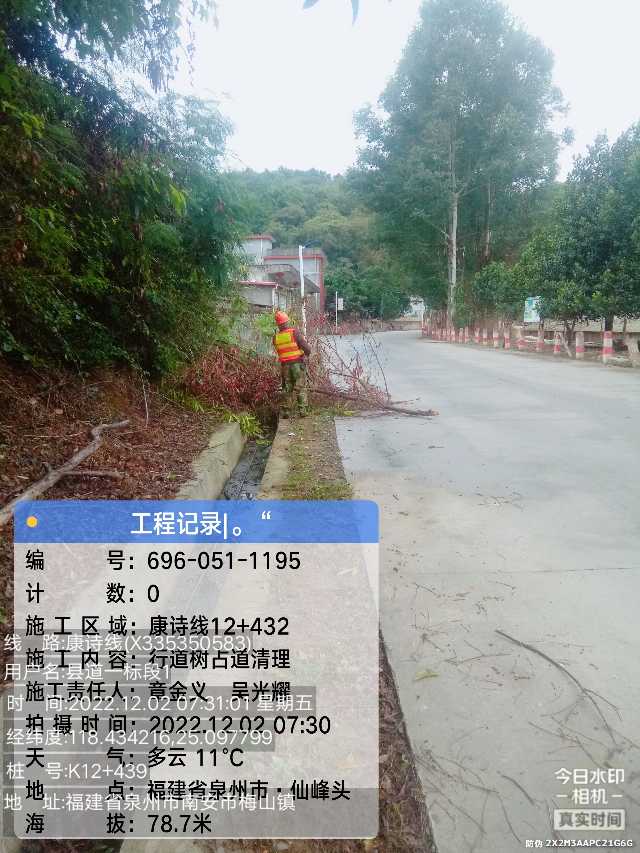 工程记录|。“
编号：696-051-1195
计数：0
施工区域：康诗线12+432
线路:康诗线(X335350583)
施工内容：行道树占道清理
用户名:县道一标段1
施工责任人：章金义 吴光耀
时间:2022.12.02 07:31:01 星期五
拍摄时间：2022.12.02 07:30
经纬度:118.434216,25.097799
天气：多云 11℃
桩号:K12+439
地点：福建省泉州市·仙峰头
地址:福建省泉州市南安市梅山镇
海拔：78.7米
今日水印
相机
真实时间
防伪 2X2M3AAPC21G6G